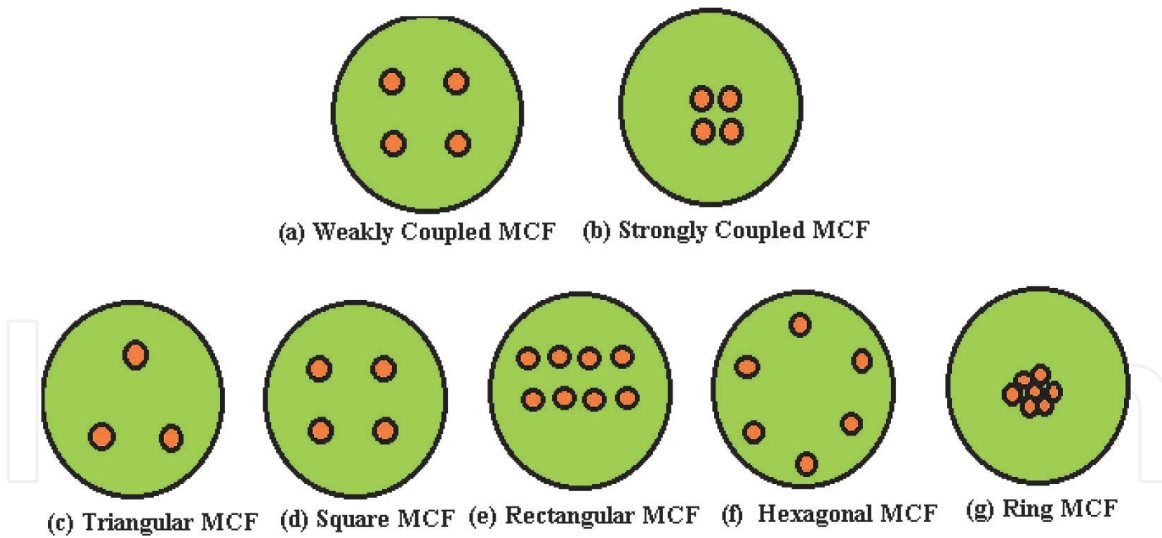 (a) Weakly Coupled MCF (b) Strongly Coupled MCF
(c) Triangular MCF (d) Square MCF (e) Rectangular MCF (f) Hexagonal MCF (g) Ring MCF